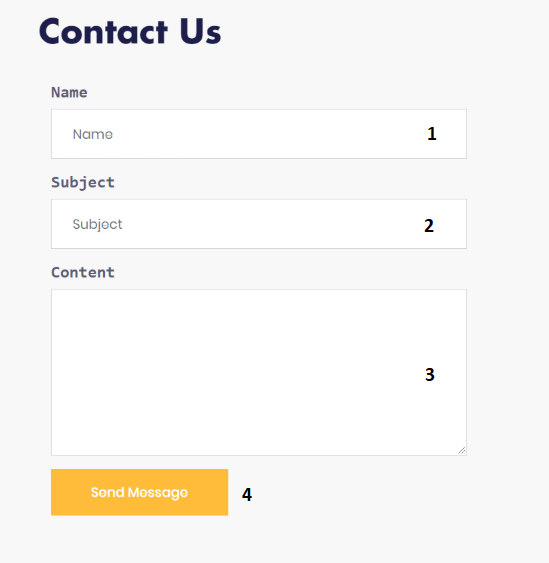 Contact Us
Name
Name 1
Subject
Subject 2
Content
3
Send Message 4